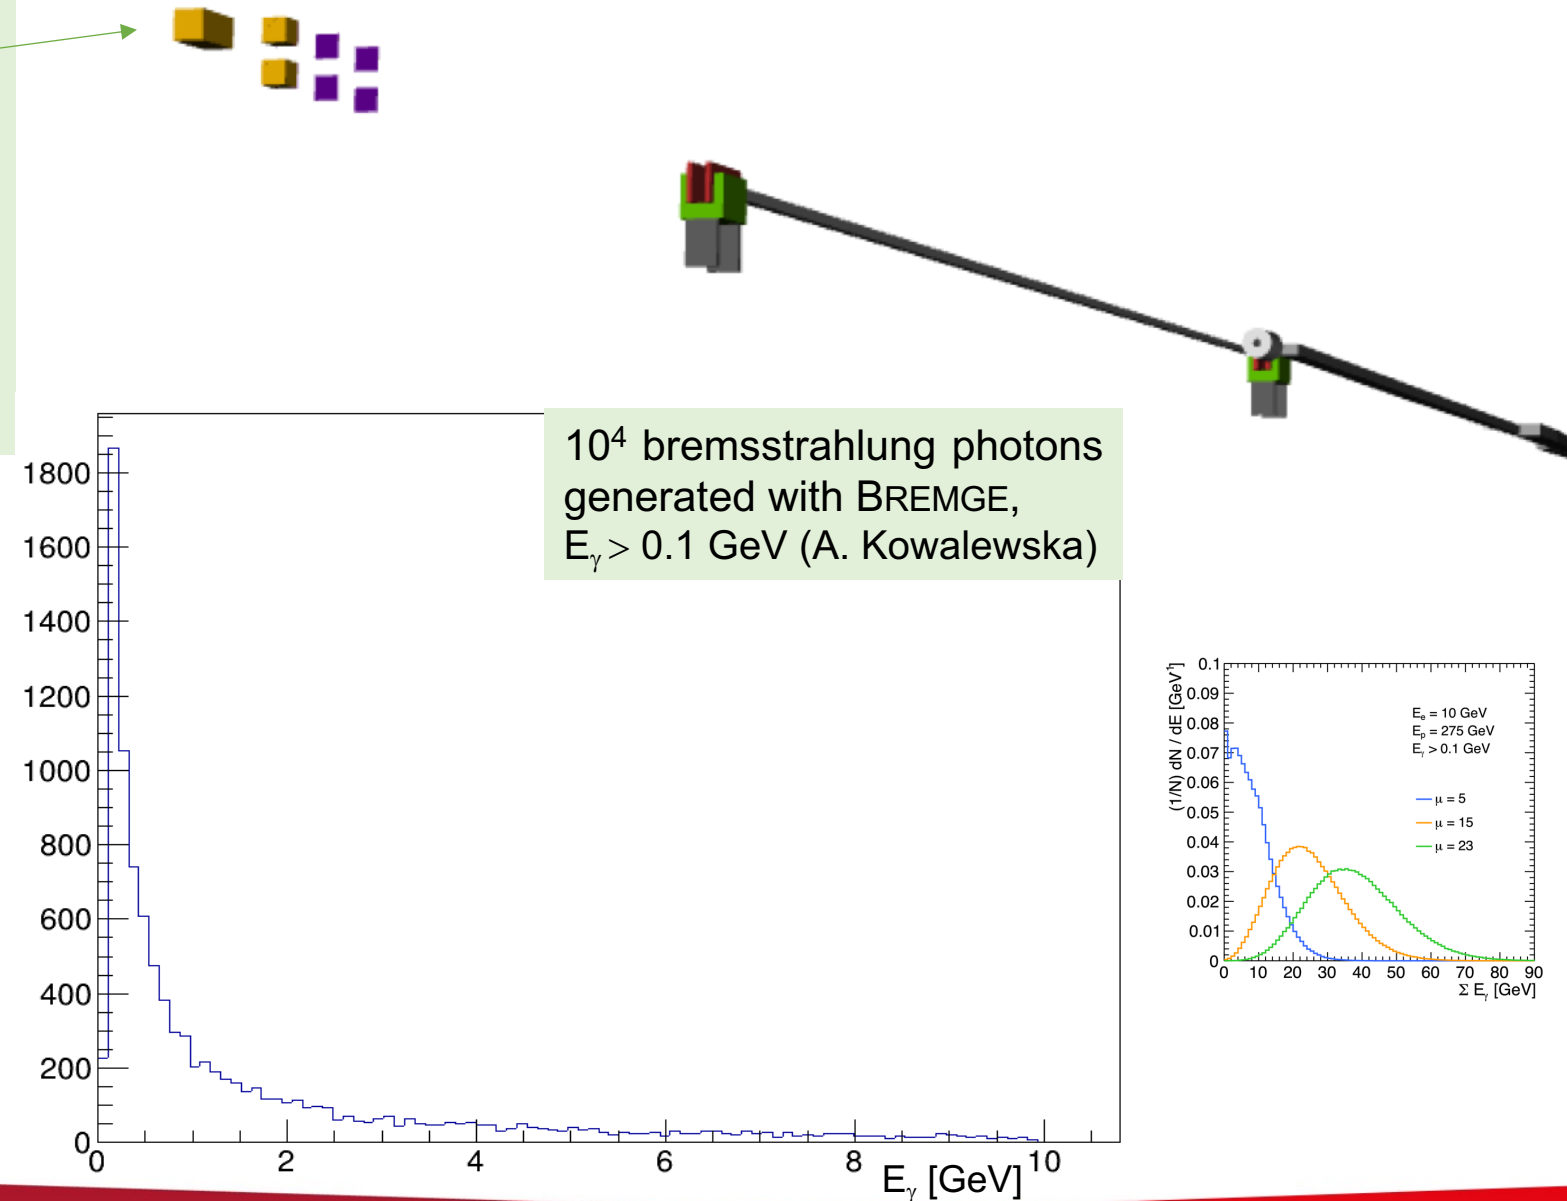 10⁴ bremsstrahlung photons
generated with BREMGE,
Eγ > 0.1 GeV (A. Kowalewska)
1800
1600
1400
1200
1000
800
600
400
200
0
0 2 4 6 8 10
Eγ [GeV]
(1/N) dN / dE [GeV⁻¹]
0.1
0.09
0.08
0.07
0.06
0.05
0.04
0.03
0.02
0.01
0
Eₑ = 10 GeV
Eₚ = 275 GeV
Eγ > 0.1 GeV
μ = 5
μ = 15
μ = 23
0 10 20 30 40 50 60 70 80 90
Σ Eγ [GeV]